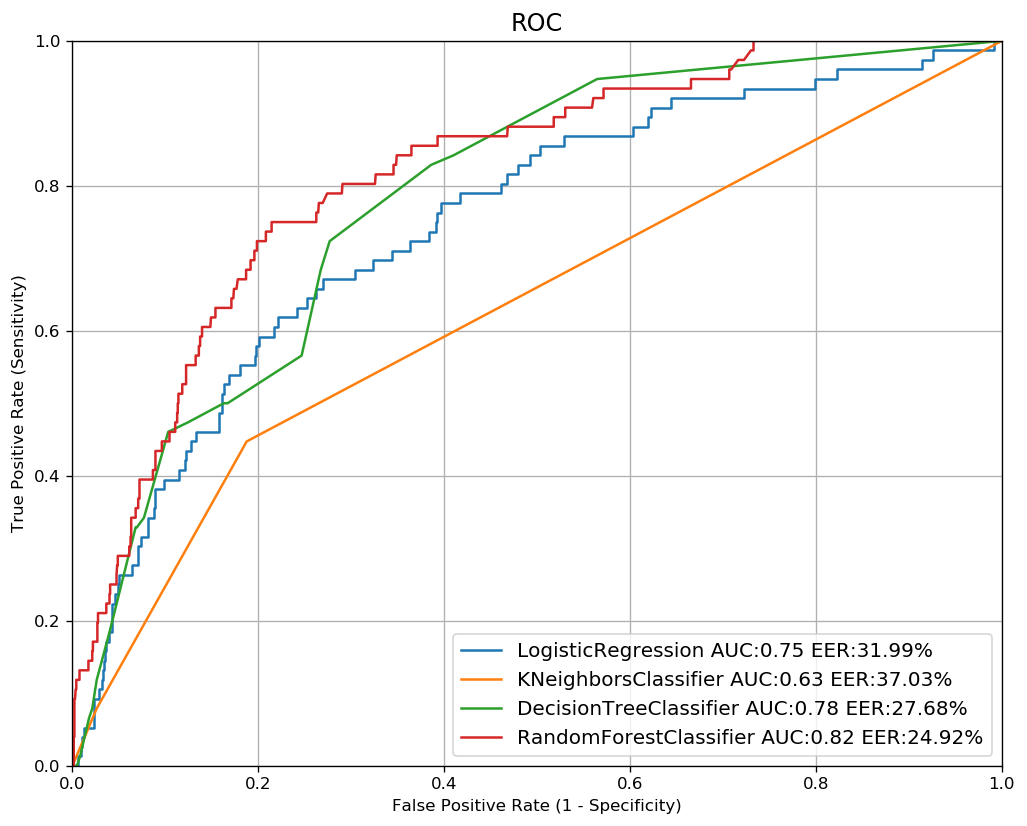 ROC
1.0
0.8
0.6
0.4
0.2
0.0
True Positive Rate (Sensitivity)
LogisticRegression AUC:0.75 EER:31.99%
KNeighborsClassifier AUC:0.63 EER:37.03%
DecisionTreeClassifier AUC:0.78 EER:27.68%
RandomForestClassifier AUC:0.82 EER:24.92%
0.0 0.2 0.4 0.6 0.8 1.0
False Positive Rate (1 - Specificity)